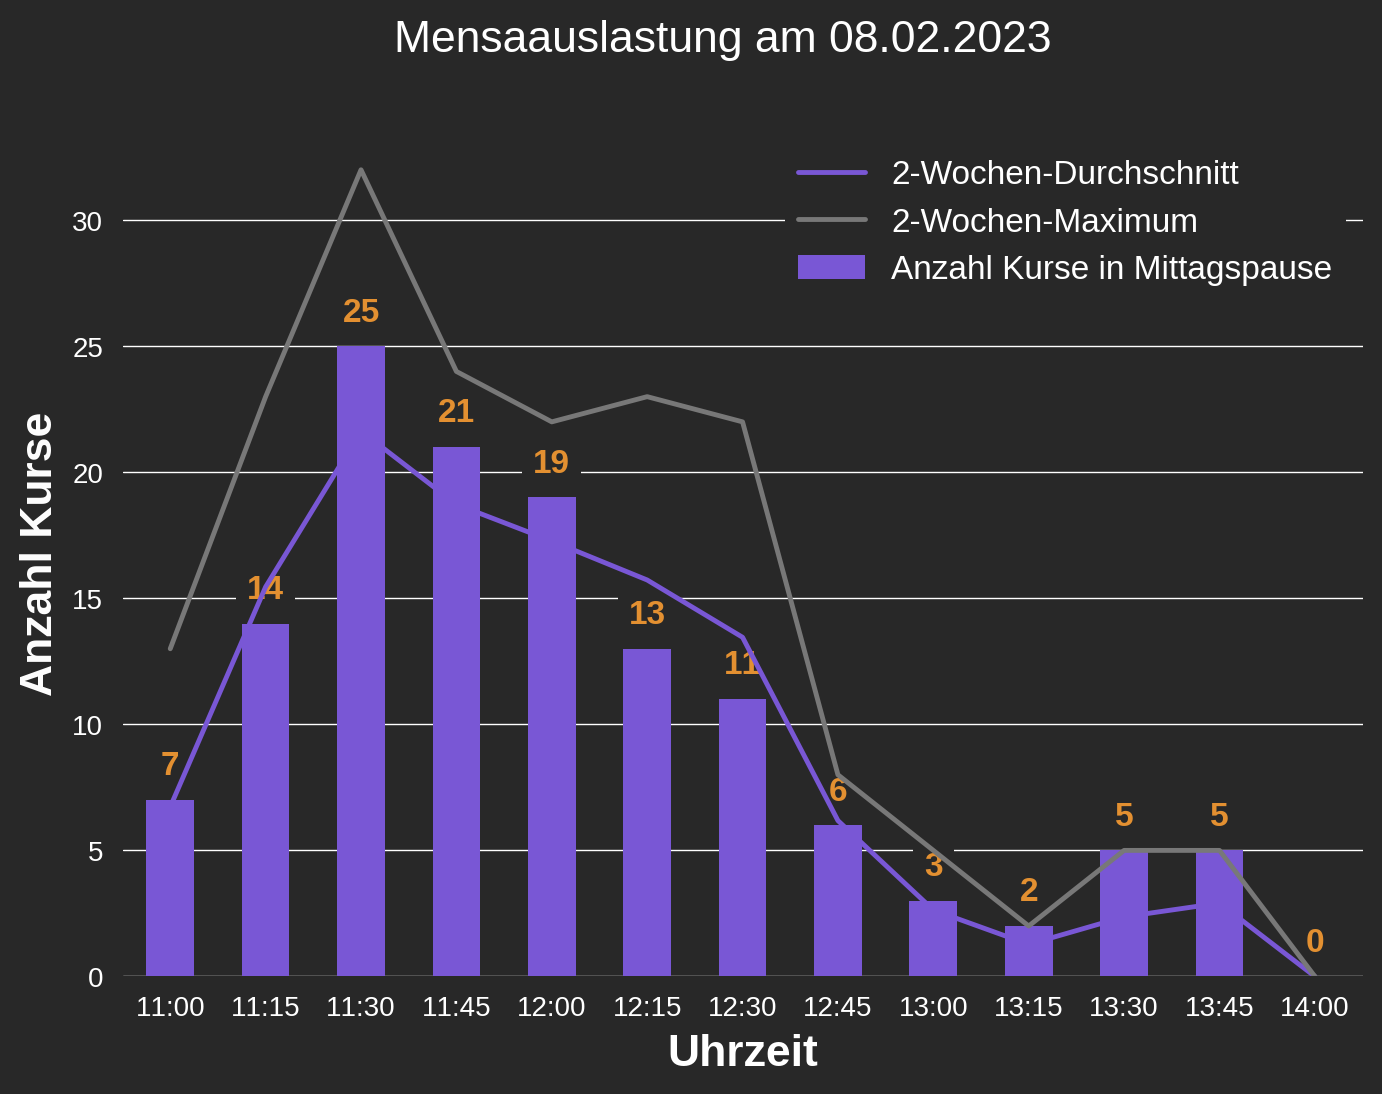 Mensaauslastung am 08.02.2023
2-Wochen-Durchschnitt
2-Wochen-Maximum
Anzahl Kurse in Mittagspause
Anzahl Kurse
30
25
20
15
10
5
0
7
14
25
21
19
13
11
6
3
2
5
5
0
11:00 11:15 11:30 11:45 12:00 12:15 12:30 12:45 13:00 13:15 13:30 13:45 14:00
Uhrzeit